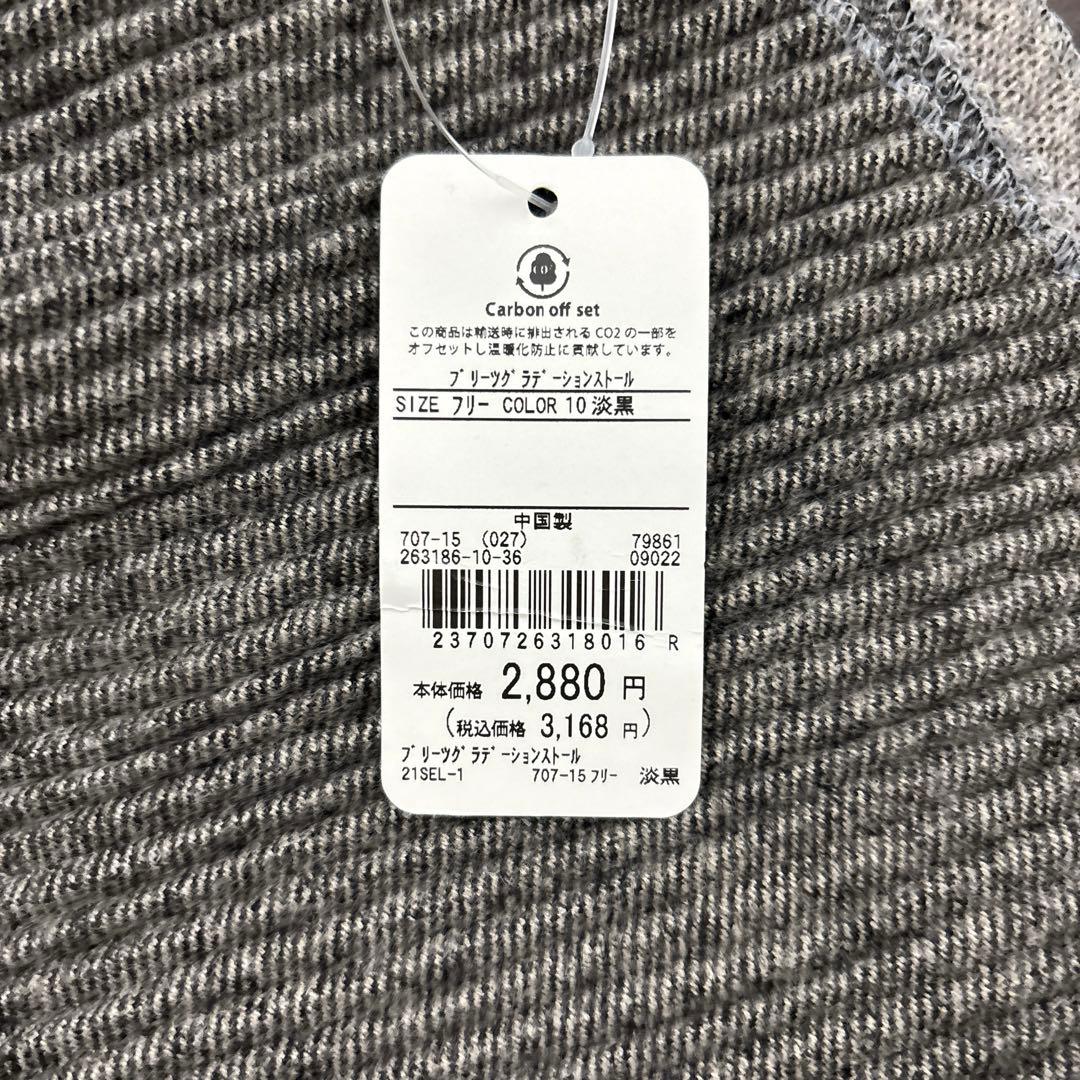 Carbon off set
この商品は輸送時に排出されるCO2の一部を
オフセットし温暖化防止に貢献しています。
ﾌﾟﾘｰﾂｸﾞﾗﾃﾞｰｼｮﾝｽﾄｰﾙ
SIZE フリー COLOR 10 淡黒
中国製
707-15 (027) 79861
263186-10-36 09022
2370726318016 R
本体価格 2,880 円
(税込価格 3,168 円)
ﾌﾟﾘｰﾂｸﾞﾗﾃﾞｰｼｮﾝｽﾄｰﾙ
21SEL-1 707-15 ﾌﾘｰ 淡黒